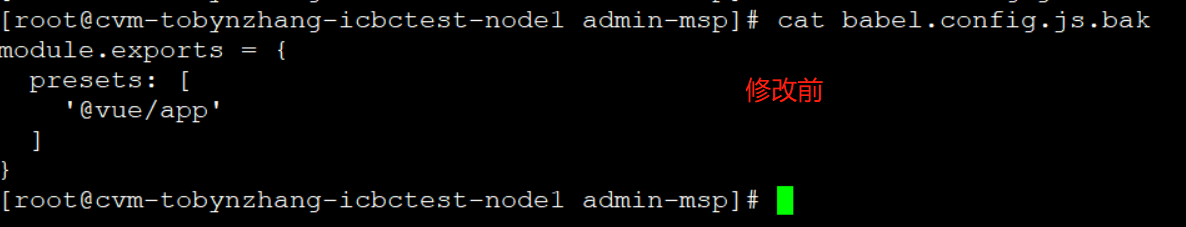 [root@cvm-tobynzhang-icbctest-node1 admin-msp]# cat babel.config.js.bak
module.exports = {
  presets: [
修改前
    '@vue/app'
  ]
}
[root@cvm-tobynzhang-icbctest-node1 admin-msp]#